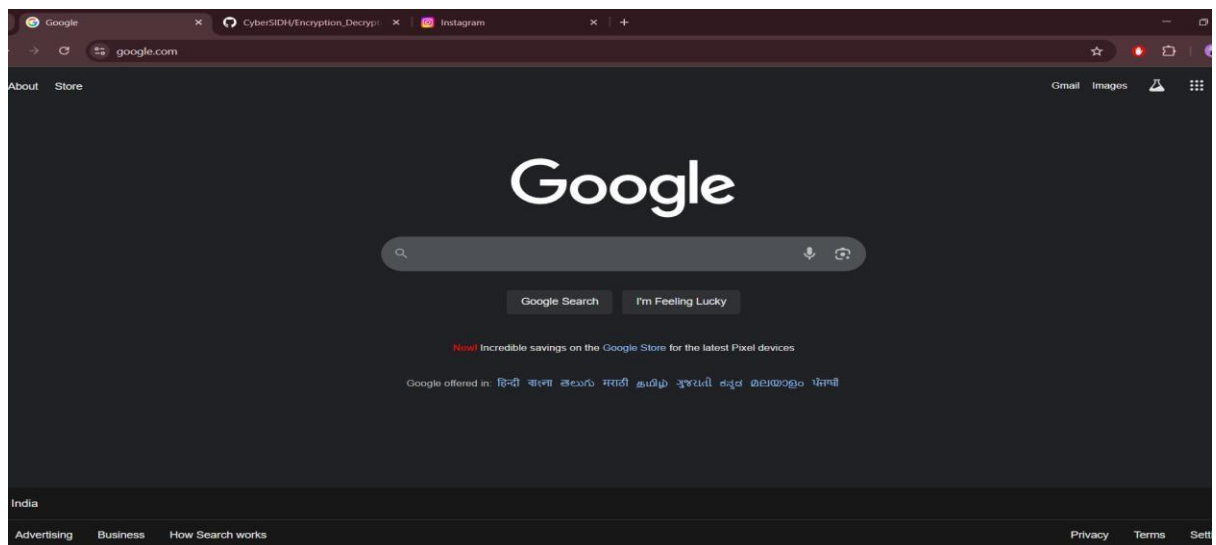 Google CyberSIDH/Encryption_Decrypt Instagram
google.com
About Store Gmail Images
Google
Google Search I'm Feeling Lucky
New! Incredible savings on the Google Store for the latest Pixel devices
Google offered in: हिन्दी বাংলা తెలుగు मराठी தமிழ் ગુજરાતી ಕನ್ನಡ മലയാളം ਪੰਜਾਬੀ
India
Advertising Business How Search works Privacy Terms Sett